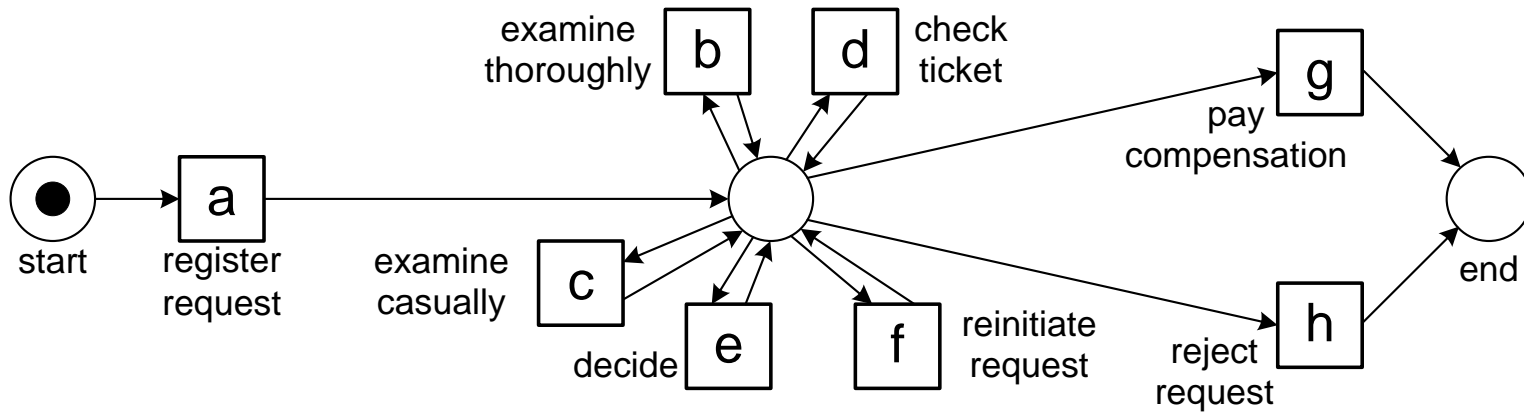 examine
thoroughly
b
d
check
ticket
g
pay
compensation
a
start
register
request
examine
casually
c
decide
e
f
reinitiate
request
reject
request
h
end